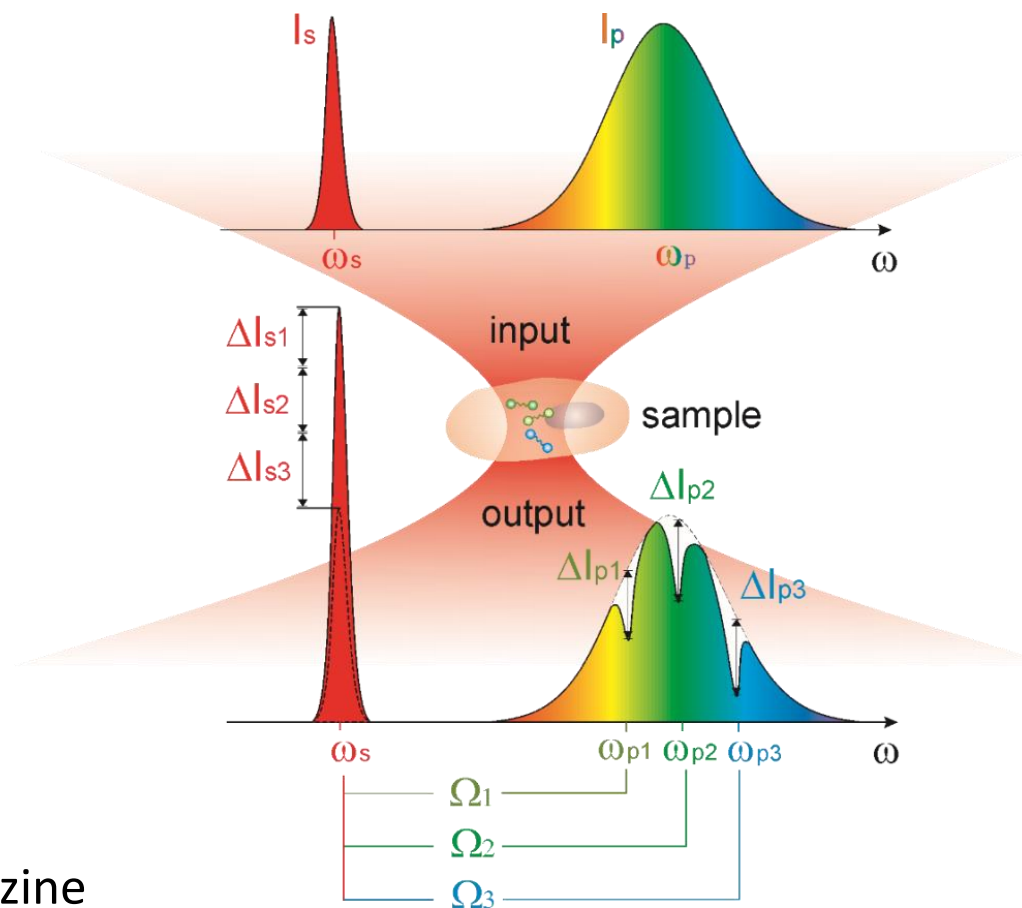 Is Ip
ωs ωp ω
input
ΔIs1
ΔIs2
sample
ΔIs3
ΔIp2
output
ΔIp1
ΔIp3
ωs ωp1 ωp2 ωp3 ω
Ω1
Ω2
zine
Ω3